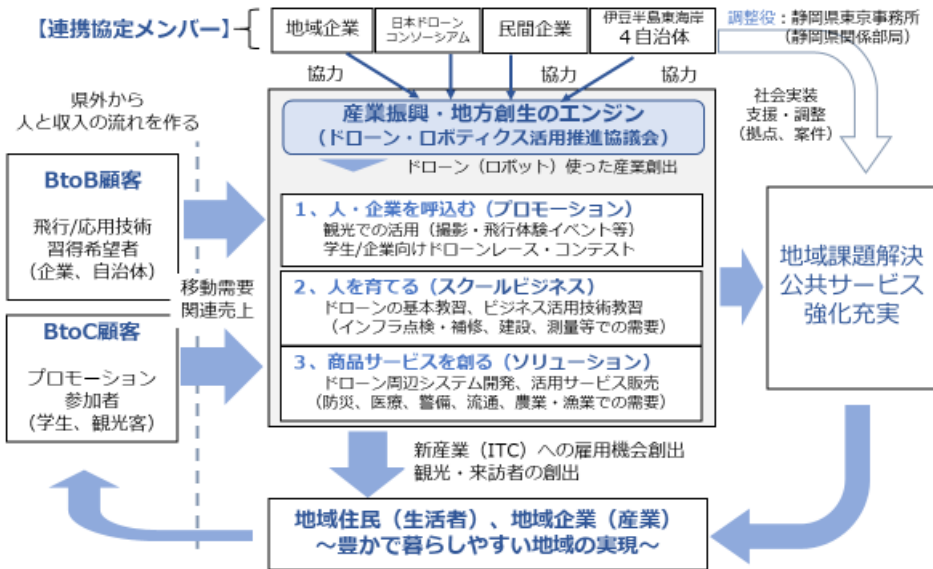 【連携協定メンバー】
地域企業
日本ドローン
コンソーシアム
民間企業
伊豆半島東海岸
４自治体
調整役：静岡県東京事務所
（静岡県関係部局）
協力
協力
協力
社会実装
支援・調整
（拠点、案件）
県外から
人と収入の流れを作る
産業振興・地方創生のエンジン
（ドローン・ロボティクス活用推進協議会）
ドローン（ロボット）使った産業創出
BtoB顧客
飛行/応用技術
習得希望者
（企業、自治体）
移動需要
関連売上
BtoC顧客
プロモーション
参加者
（学生、観光客）
１、人・企業を呼込む（プロモーション）
観光での活用（撮影・飛行体験イベント等）
学生/企業向けドローンレース・コンテスト
２、人を育てる（スクールビジネス）
ドローンの基本教習、ビジネス活用技術教習
（インフラ点検・補修、建設、測量等での需要）
３、商品サービスを創る（ソリューション）
ドローン周辺システム開発、活用サービス販売
（防災、医療、警備、流通、農業・漁業での需要）
地域課題解決
公共サービス
強化充実
新産業（ITC）への雇用機会創出
観光・来訪者の創出
地域住民（生活者）、地域企業（産業）
～豊かで暮らしやすい地域の実現～